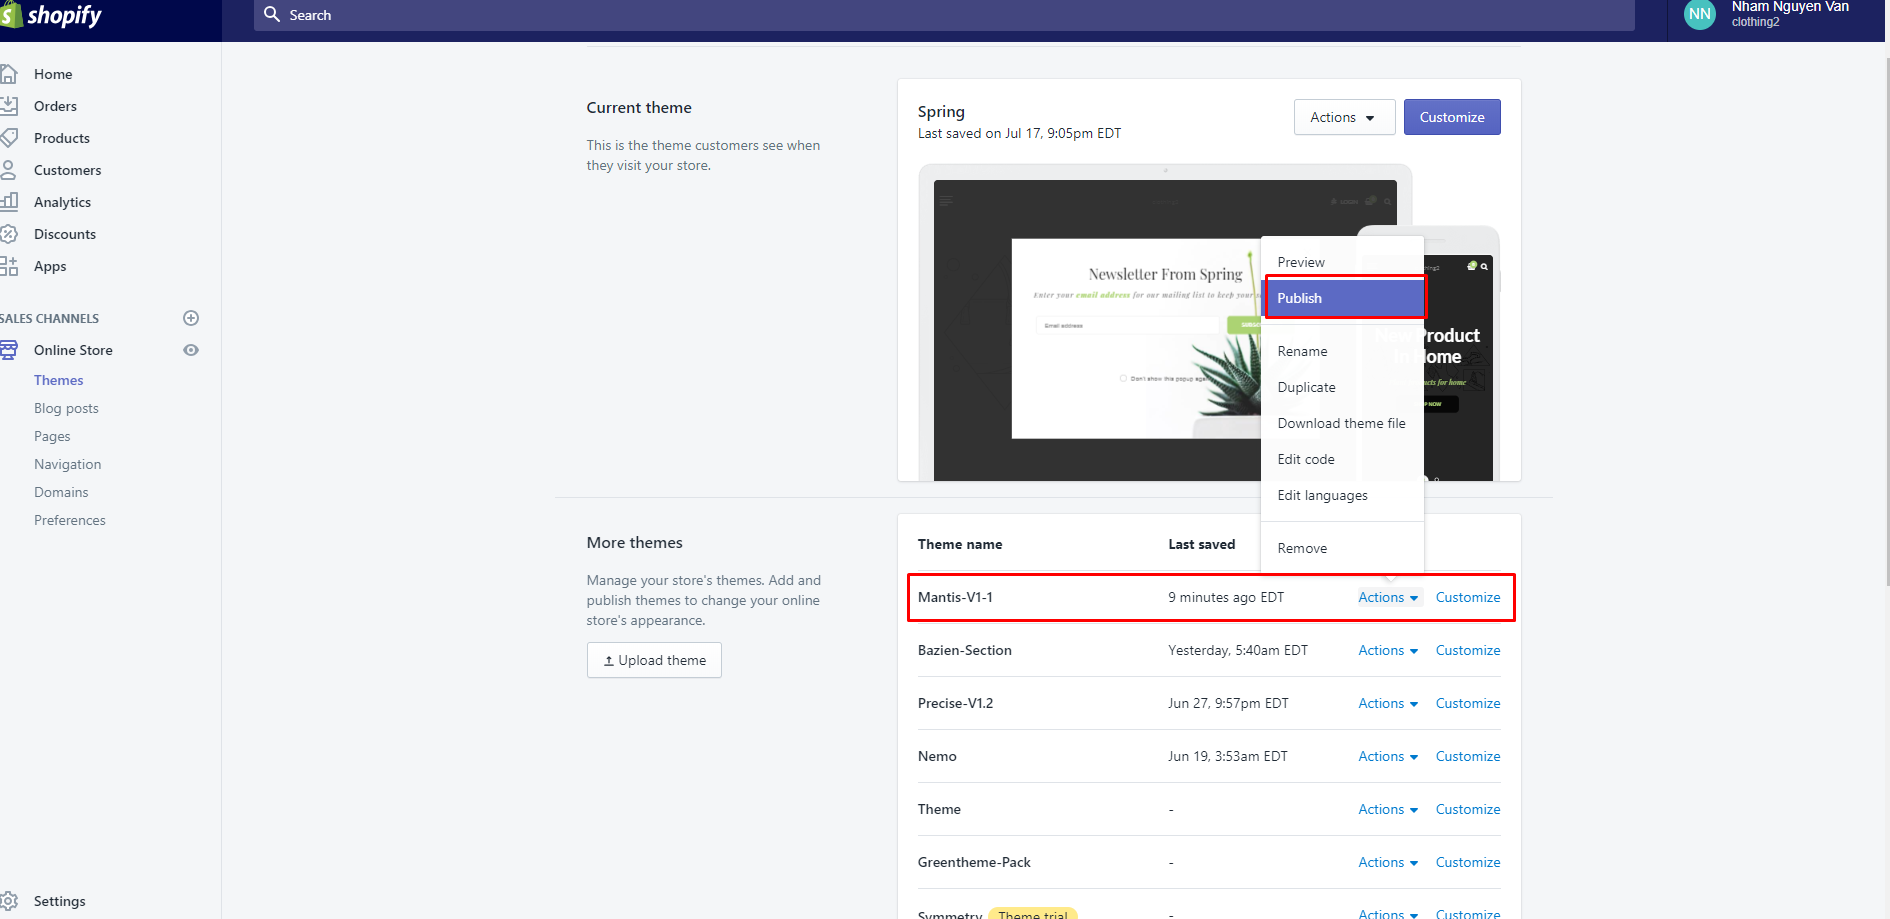 shopify
Search
NN
Nham Nguyen Van
clothing2
Home
Orders
Products
Customers
Analytics
Discounts
Apps
SALES CHANNELS
Online Store
Themes
Blog posts
Pages
Navigation
Domains
Preferences
Settings
Current theme
This is the theme customers see when
they visit your store.
Spring
Last saved on Jul 17, 9:05pm EDT
Actions
Customize
Newsletter From Spring
Enter your email address for our mailing list to keep your
Email address
Don't show this popup again
New Product
In Home
for home
NOW
Preview
Publish
Rename
Duplicate
Download theme file
Edit code
Edit languages
Remove
More themes
Manage your store's themes. Add and
publish themes to change your online
store's appearance.
Upload theme
Theme name Last saved
Mantis-V1-1 9 minutes ago EDT Actions Customize
Bazien-Section Yesterday, 5:40am EDT Actions Customize
Precise-V1.2 Jun 27, 9:57pm EDT Actions Customize
Nemo Jun 19, 3:53am EDT Actions Customize
Theme - Actions Customize
Greentheme-Pack - Actions Customize
Symmetry Theme trial - Actions Customize